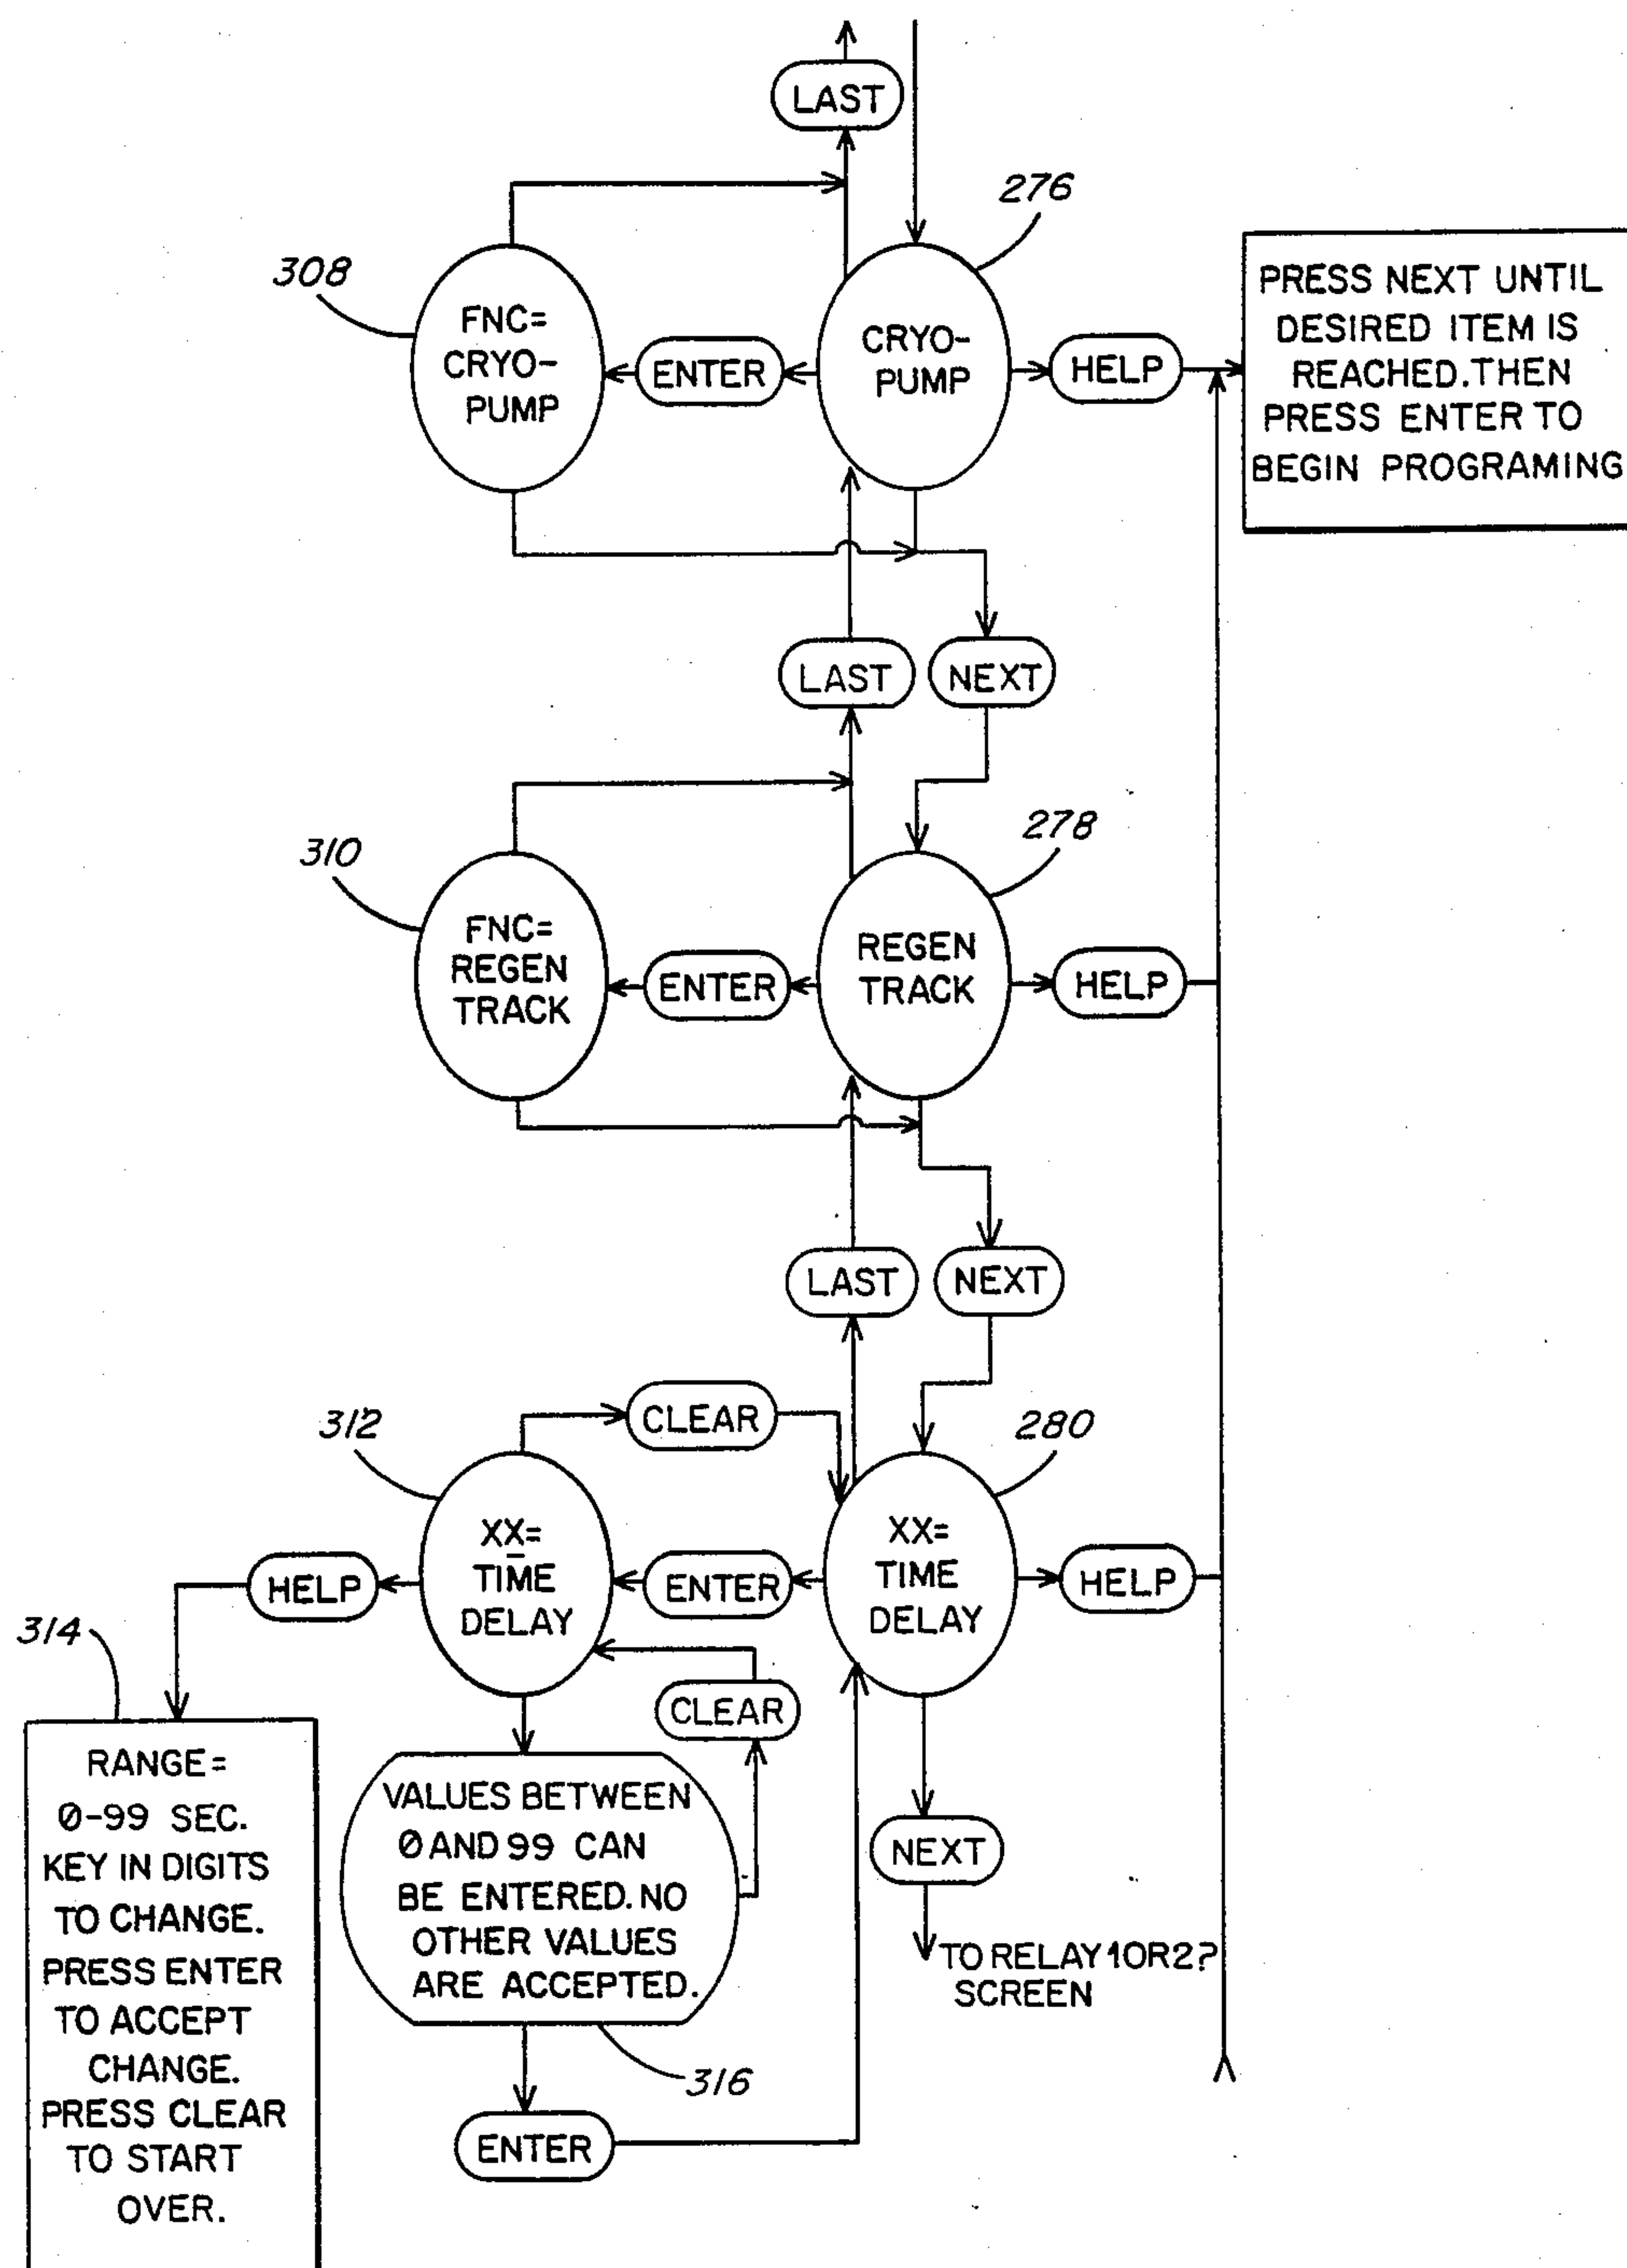 LAST
276
308
FNC=
CRYO-
PUMP
ENTER
CRYO-
PUMP
HELP
PRESS NEXT UNTIL
DESIRED ITEM IS
REACHED. THEN
PRESS ENTER TO
BEGIN PROGRAMING
LAST
NEXT
278
310
FNC=
REGEN
TRACK
ENTER
REGEN
TRACK
HELP
LAST
NEXT
312
CLEAR
280
HELP
XX=
TIME
DELAY
ENTER
XX=
TIME
DELAY
HELP
314
CLEAR
RANGE=
0-99 SEC.
KEY IN DIGITS
TO CHANGE.
PRESS ENTER
TO ACCEPT
CHANGE.
PRESS CLEAR
TO START
OVER.
VALUES BETWEEN
0 AND 99 CAN
BE ENTERED. NO
OTHER VALUES
ARE ACCEPTED.
NEXT
TO RELAY 1 OR 2?
SCREEN
316
ENTER